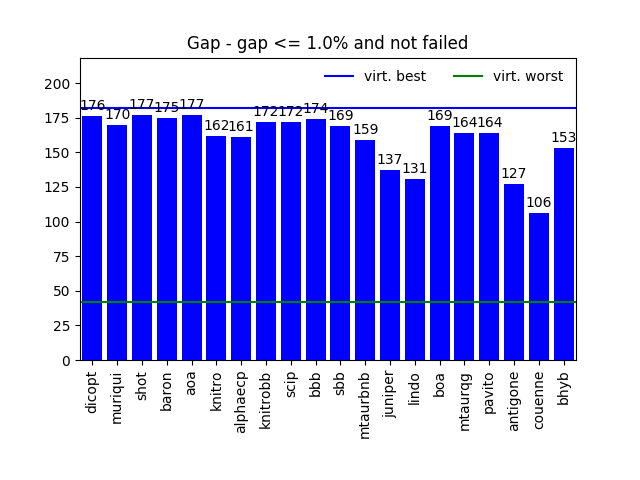 Gap - gap <= 1.0% and not failed
virt. best virt. worst
200
175
150
125
100
75
50
25
0
176 170 177 175 177 162 161 172 172 174 169 159 137 131 169 164 164 127 106 153
dicopt muriqui shot baron aoa knitro alphaecp knitrobb scip bbb sbb mtaurbnb juniper lindo boa mtaurqg pavito antigone couenne bhyb